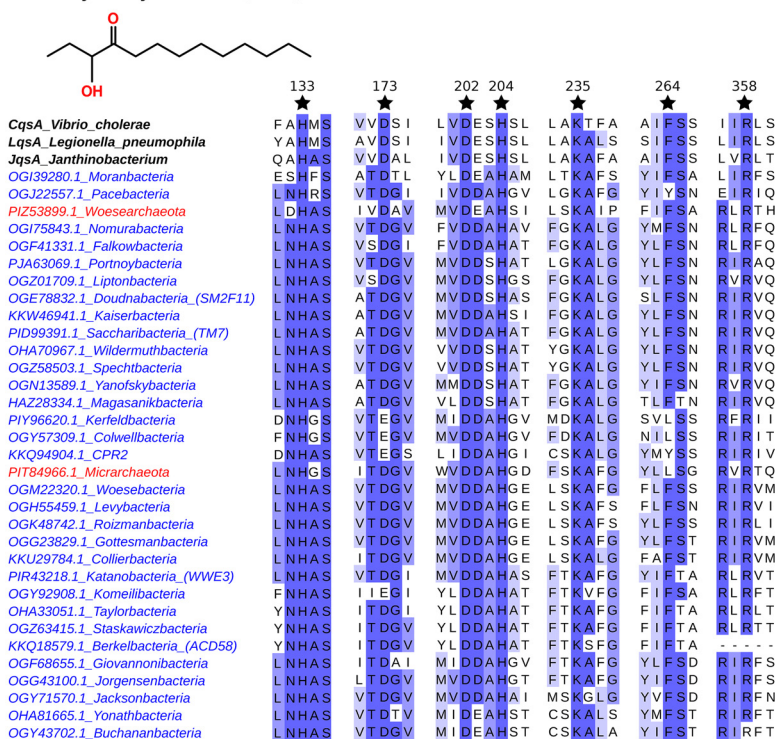 O
OH
133 173 202 204 235 264 358
CqsA_Vibrio_cholerae FAHMS VVDSI LVDESHSL LAKTFA AIFSS IIRLS
LqsA_Legionella_pneumophila YAHMS AVDSI VVDESHSL LAKALS SIFSS LIRLS
JqsA_Janthinobacterium QAHAS VVDAL IVDESHSL LAKAFA AIFSS LVRLT
OGI39280.1_Moranbacteria ESHFS ATDTL YLDEAHAM LTKAFS YIFSA RIRFS
OGJ22557.1_Pacebacteria LNHRS VTDGI IVDDAHGV LGKAFG YIYSN EIRIQ
PIZ53899.1_Woesearchaeota LDHAS IVDAV MVDEAHSI LSKAIP FIFSA RLRTH
OGI75843.1_Nomurabacteria LNHAS VTDGV FVDDAHAV FGKALG YMFSN RLRFQ
OGF41331.1_Falkowbacteria LNHAS VSDGI FVDDAHAT FGKALG YLFSN RLRFQ
PJA63069.1_Portnoybacteria LNHAS VTDGV MVDDSHAT LGKALG YLFSN RIRAQ
OGZ01709.1_Liptonbacteria LNHAS VSDGV MVDDSHGS FGKALG YLFSN RVRVQ
OGE78832.1_Doudnabacteria_(SM2F11) LNHAS ATDGV MVDDSHAS FGKALG SLFSN RIRVQ
KKW46941.1_Kaiserbacteria LNHAS ATDGV MVDDAHSI FGKALG YLFSN RIRVQ
PID99391.1_Saccharibacteria_(TM7) LNHAS ATDGV MVDDAHAT FGKALG YLFSN RIRVQ
OHA70967.1_Wildermuthbacteria LNHAS VTDGV VVDDSHAT YGKALG YLFSN RIRVQ
OGZ58503.1_Spechtbacteria LNHAS VTDGV VVDDSHAT YGKALG YLFSN RIRVQ
OGN13589.1_Yanofskybacteria LNHAS ATDGV MMDDSHAT FGKALG YIFSN RVRVQ
HAZ28334.1_Magasanikbacteria LNHAS ATDGV VLDDSHAT FGKALG TLFTN RIRVQ
PIY96620.1_Kerfeldbacteria DNHGS VTEGV MIDDAHGV MDKALG SVLSS RFRII
OGY57309.1_Colwellbacteria FNHGS VTEGV MVDDAHGV FDKALG NILSS RIRIT
KKQ94904.1_CPR2 DNHAS VTEGS LIDDAHGI CSKALG YMYSS RIRIV
PIT84966.1_Micrarchaeota LNHGS ITDGV WVDDAHGD FSKAFG YLLSG RVRTQ
OGM22320.1_Woesebacteria LNHAS VTDGV MVDDAHGE LSKAFG FLFSS RIRVM
OGH55459.1_Levybacteria LNHAS VTDGV MVDDAHGE LSKAFS FLFSN RIRVI
OGK48742.1_Roizmanbacteria LNHAS VTDGV MVDDAHGE LSKAFS YLFSS RIRLI
OGG23829.1_Gottesmanbacteria LNHAS VTDGV MVDDAHGE LSKAFG YLFST RIRVM
KKU29784.1_Collierbacteria LNHAS ITDGV MVDDAHGE LSKALG FAFST RIRVM
PIR43218.1_Katanobacteria_(WWE3) LNHAS VTDGI MVDDAHAS FTKAFG YIFTA RLRVT
OGY92908.1_Komeilibacteria FNHAS IIEGI YLDDAHAT FTKVFG FIFSA RLRFT
OHA33051.1_Taylorbacteria YNHAS ITDGI YLDDAHAT FTKAFG FIFTA RLRLT
OGZ63415.1_Staskawiczbacteria YNHAS ITDGV YLDDAHAT FTKAFG FIFTA RLRTT
KKQ18579.1_Berkelbacteria_(ACD58) YNHAS ITDGV YLDDAHAT FTKSFG FIFTA -----
OGF68655.1_Giovannonibacteria LNHAS ITDAI MIDDAHGV FTKAFG YLFSD RIRFS
OGG43100.1_Jorgensenbacteria LNHAS LTDGV MVDDAHGT FTKAFG YIFSD RIRFS
OGY71570.1_Jacksonbacteria LNHAS VTDGV MVDDAHAI MSKGLG YVFSD RIRFN
OHA81665.1_Yonathbacteria LNHAS VTDTV MIDEAHST CSKALS YMFST RIRFV
OGY43702.1_Buchananbacteria LNHAS VTDGV MIDEAHST CSKALA YLFSS RIRFT